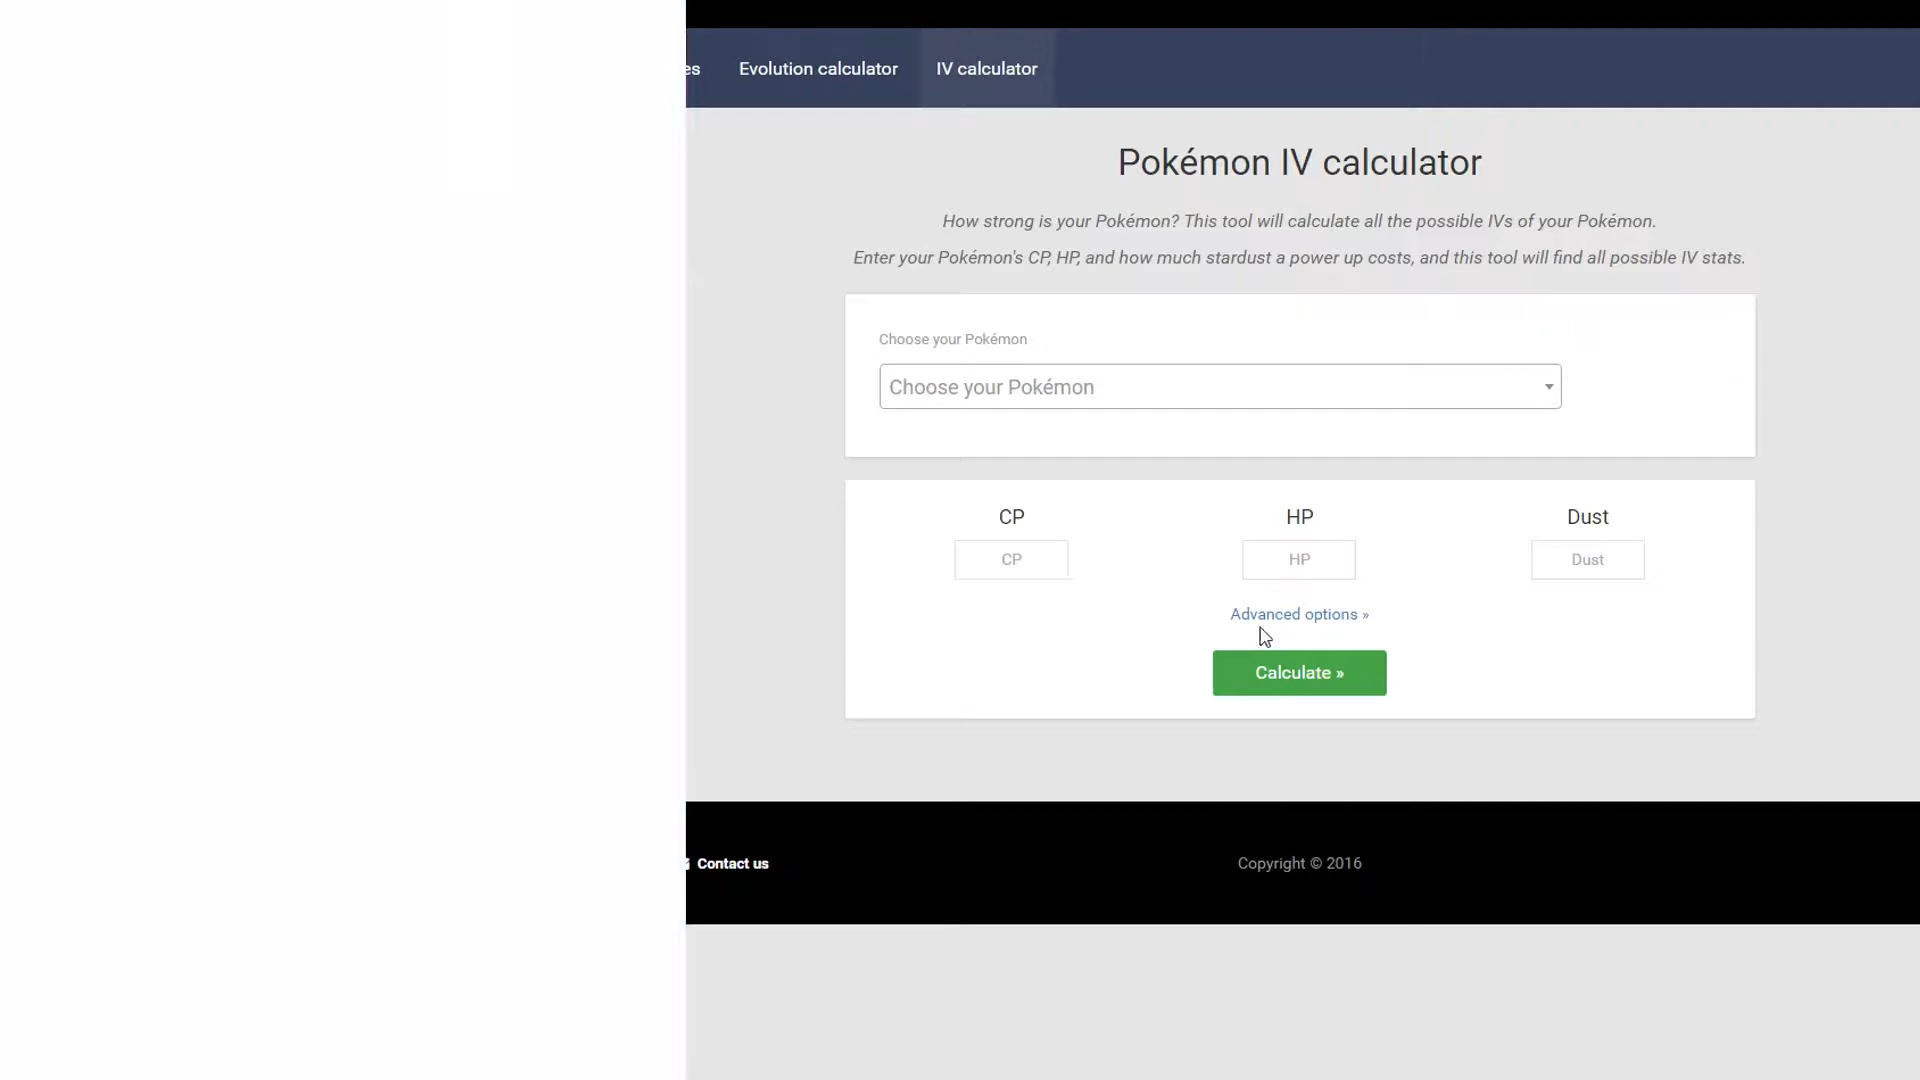 es Evolution calculator IV calculator
Pokémon IV calculator
How strong is your Pokémon? This tool will calculate all the possible IVs of your Pokémon.
Enter your Pokémon's CP, HP, and how much stardust a power up costs, and this tool will find all possible IV stats.
Choose your Pokémon
Choose your Pokémon
CP HP Dust
CP HP Dust
Advanced options »
Calculate »
Contact us Copyright © 2016